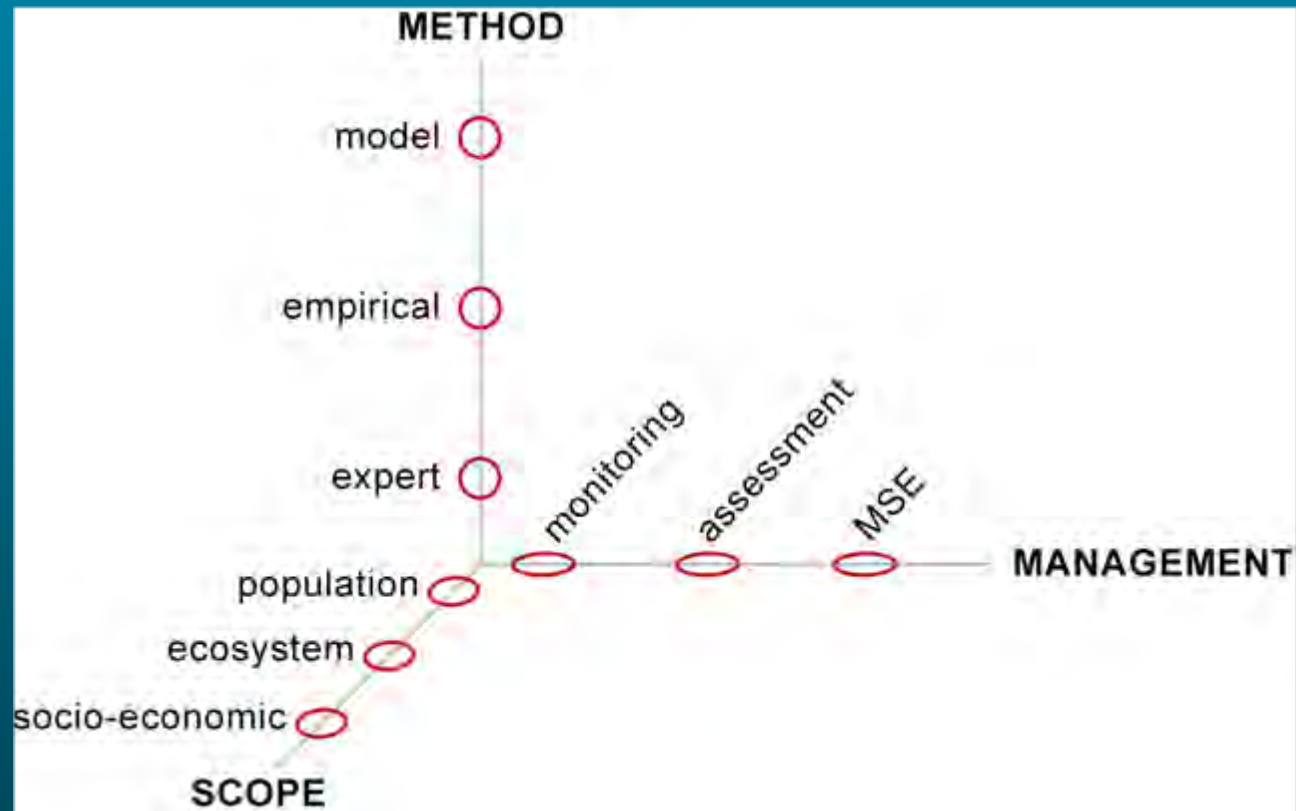 METHOD
model
empirical
expert
monitoring
assessment
MSE
MANAGEMENT
population
ecosystem
socio-economic
SCOPE